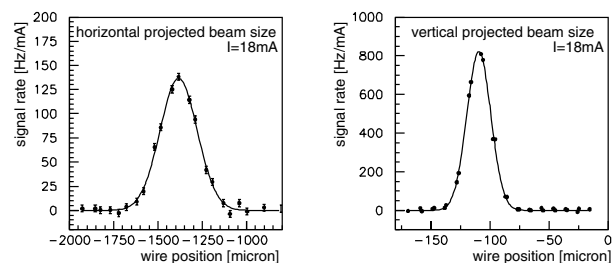 horizontal projected beam size
I=18mA
signal rate [Hz/mA]
200
175
150
125
100
75
50
25
0
−2000 −1750 −1500 −1250 −1000
wire position [micron]
vertical projected beam size
I=18mA
signal rate [Hz/mA]
1000
800
600
400
200
0
−150 −100 −50 0
wire position [micron]